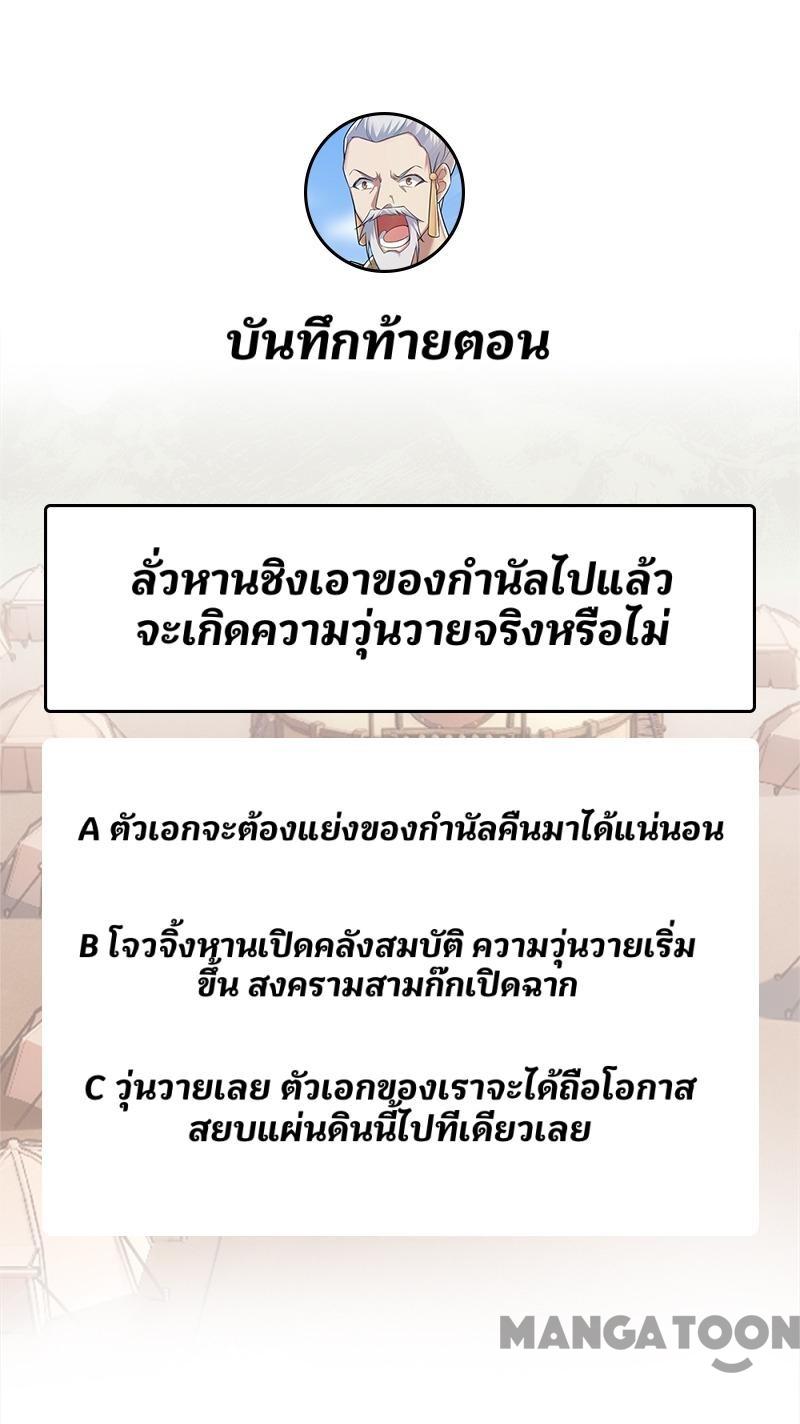 บันทึกท้ายตอน
ลั่วหานชิงเอาของกำนัลไปแล้ว
จะเกิดความวุ่นวายจริงหรือไม่
A ตัวเอกจะต้องแย่งของกำนัลคืนมาได้แน่นอน
B โจวจิ้งหานเปิดคลังสมบัติ ความวุ่นวายเริ่ม
ขึ้น สงครามสามก๊กเปิดฉาก
C วุ่นวายเลย ตัวเอกของเราจะได้ถือโอกาส
สยบแผ่นดินนี้ไปทีเดียวเลย
MANGA TOON